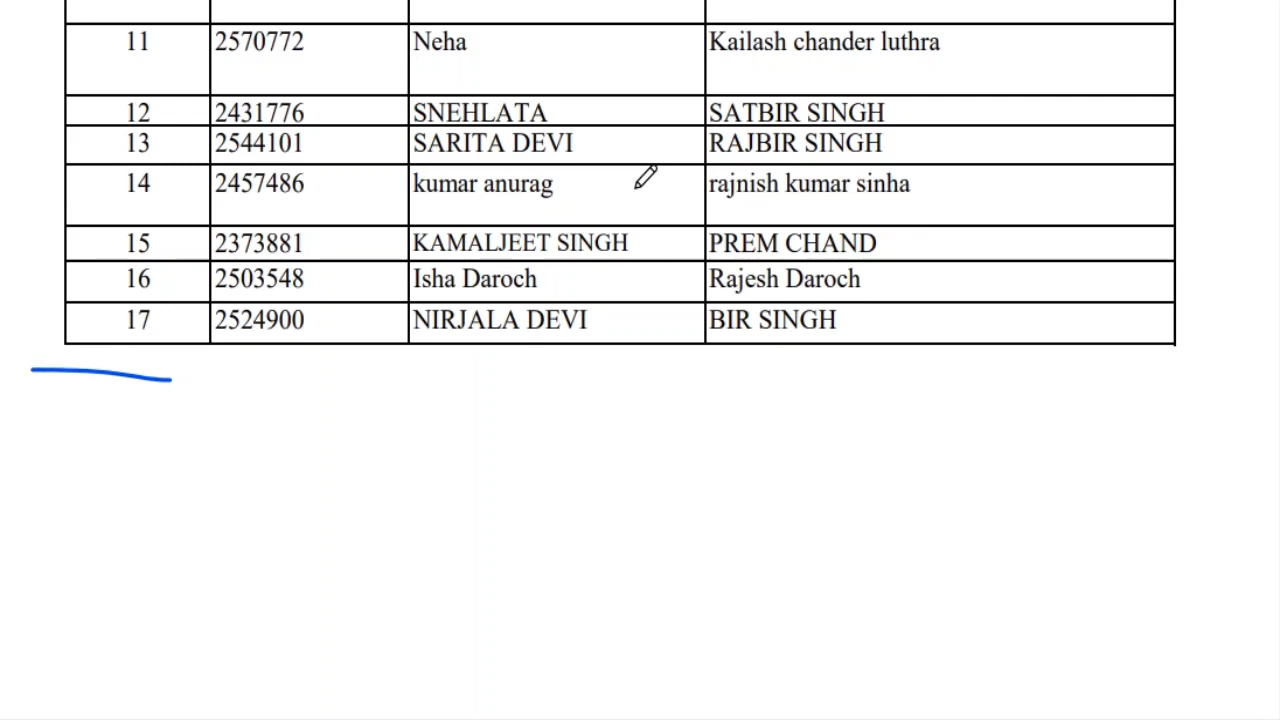 11 2570772 Neha Kailash chander luthra
12 2431776 SNEHLATA SATBIR SINGH
13 2544101 SARITA DEVI RAJBIR SINGH
14 2457486 kumar anurag rajnish kumar sinha
15 2373881 KAMALJEET SINGH PREM CHAND
16 2503548 Isha Daroch Rajesh Daroch
17 2524900 NIRJALA DEVI BIR SINGH